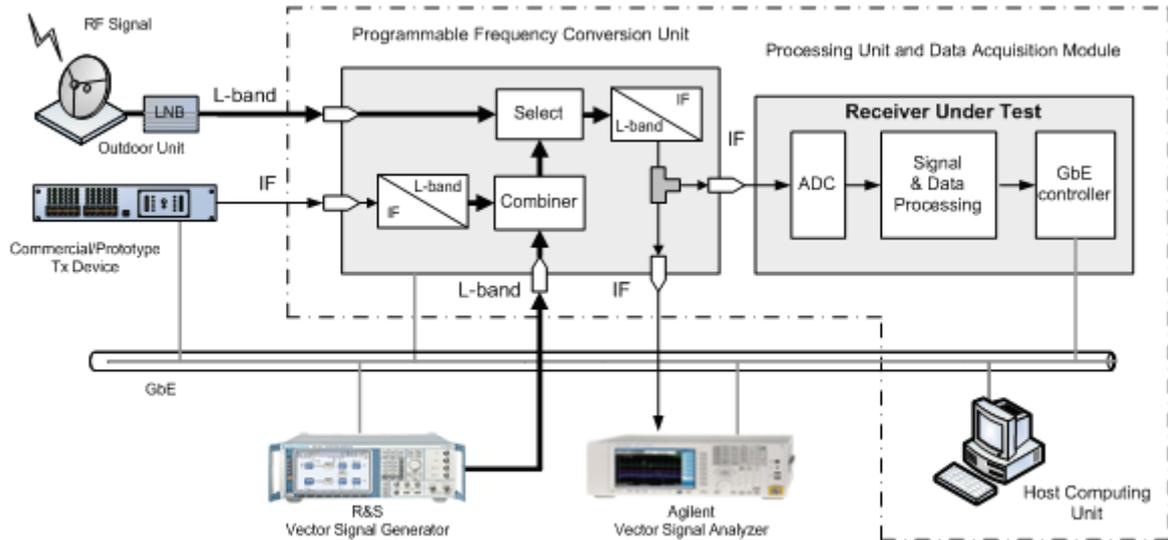 RF Signal
Programmable Frequency Conversion Unit
Processing Unit and Data Acquisition Module
L-band
LNB
Outdoor Unit
Select
IF
L-band
IF
Receiver Under Test
ADC
Signal
& Data
Processing
GbE
controller
IF
L-band
IF
Combiner
Commercial/Prototype
Tx Device
L-band
IF
GbE
R&S
Vector Signal Generator
Agilent
Vector Signal Analyzer
Host Computing
Unit